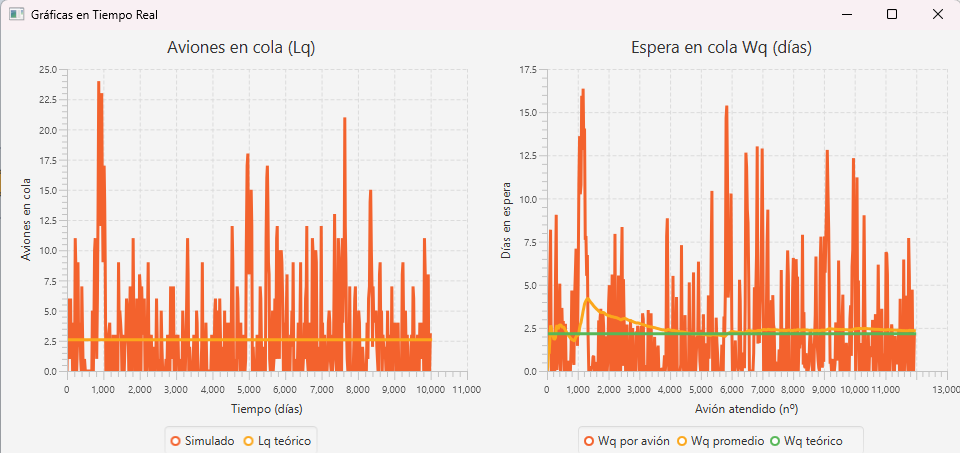 Gráficas en Tiempo Real
Aviones en cola (Lq)
25.0
22.5
20.0
17.5
15.0
12.5
10.0
7.5
5.0
2.5
0.0
Aviones en cola
0 1,000 2,000 3,000 4,000 5,000 6,000 7,000 8,000 9,000 10,000 11,000
Tiempo (días)
Simulado Lq teórico
Espera en cola Wq (días)
17.5
15.0
12.5
10.0
7.5
5.0
2.5
0.0
Días en espera
0 1,000 2,000 3,000 4,000 5,000 6,000 7,000 8,000 9,000 10,000 11,000 13,000
Avión atendido (nº)
Wq por avión Wq promedio Wq teórico